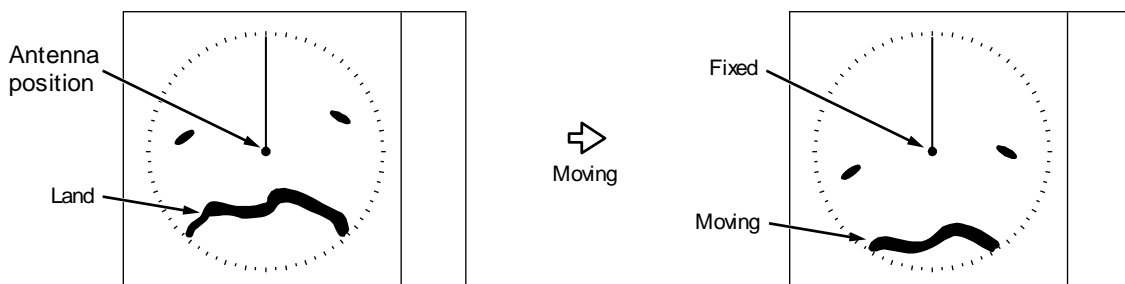 Antenna
position
Land
Moving
Fixed
Moving